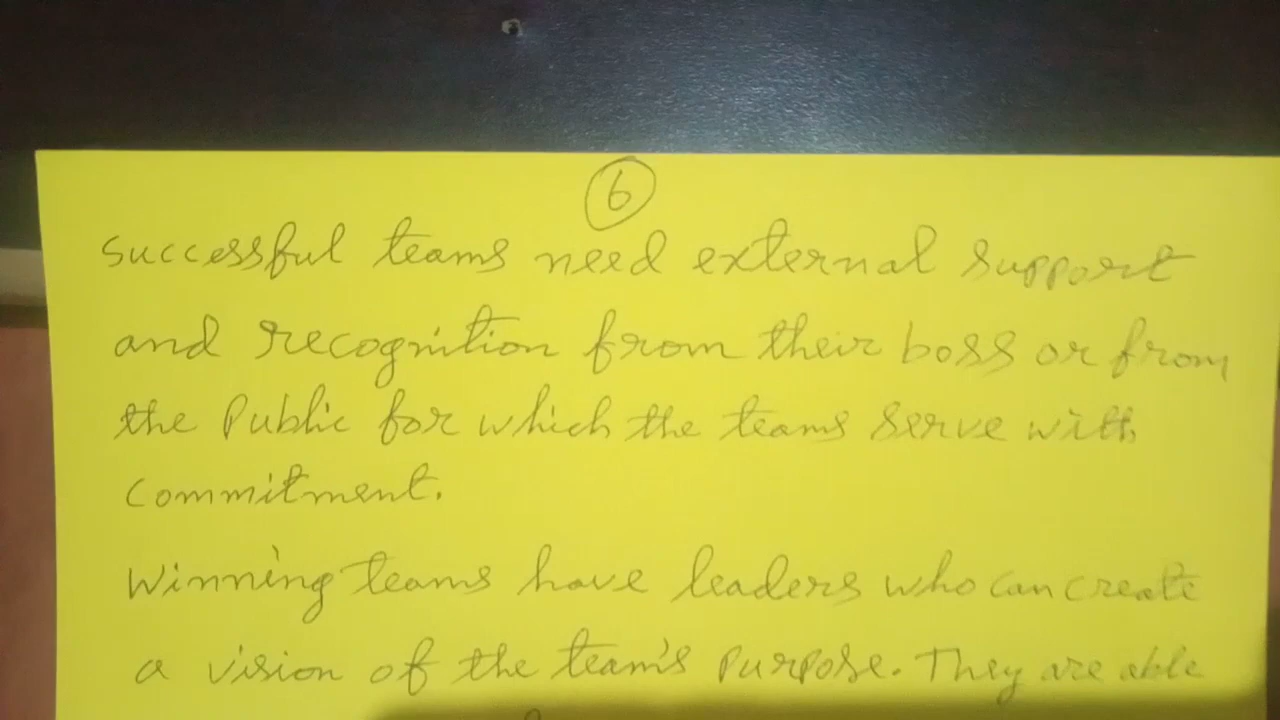 6
Successful teams need external support
and recognition from their boss or from
the Public for which the teams serve with
Commitment.
Winning teams have leaders who can create
a vision of the team's purpose. They are able